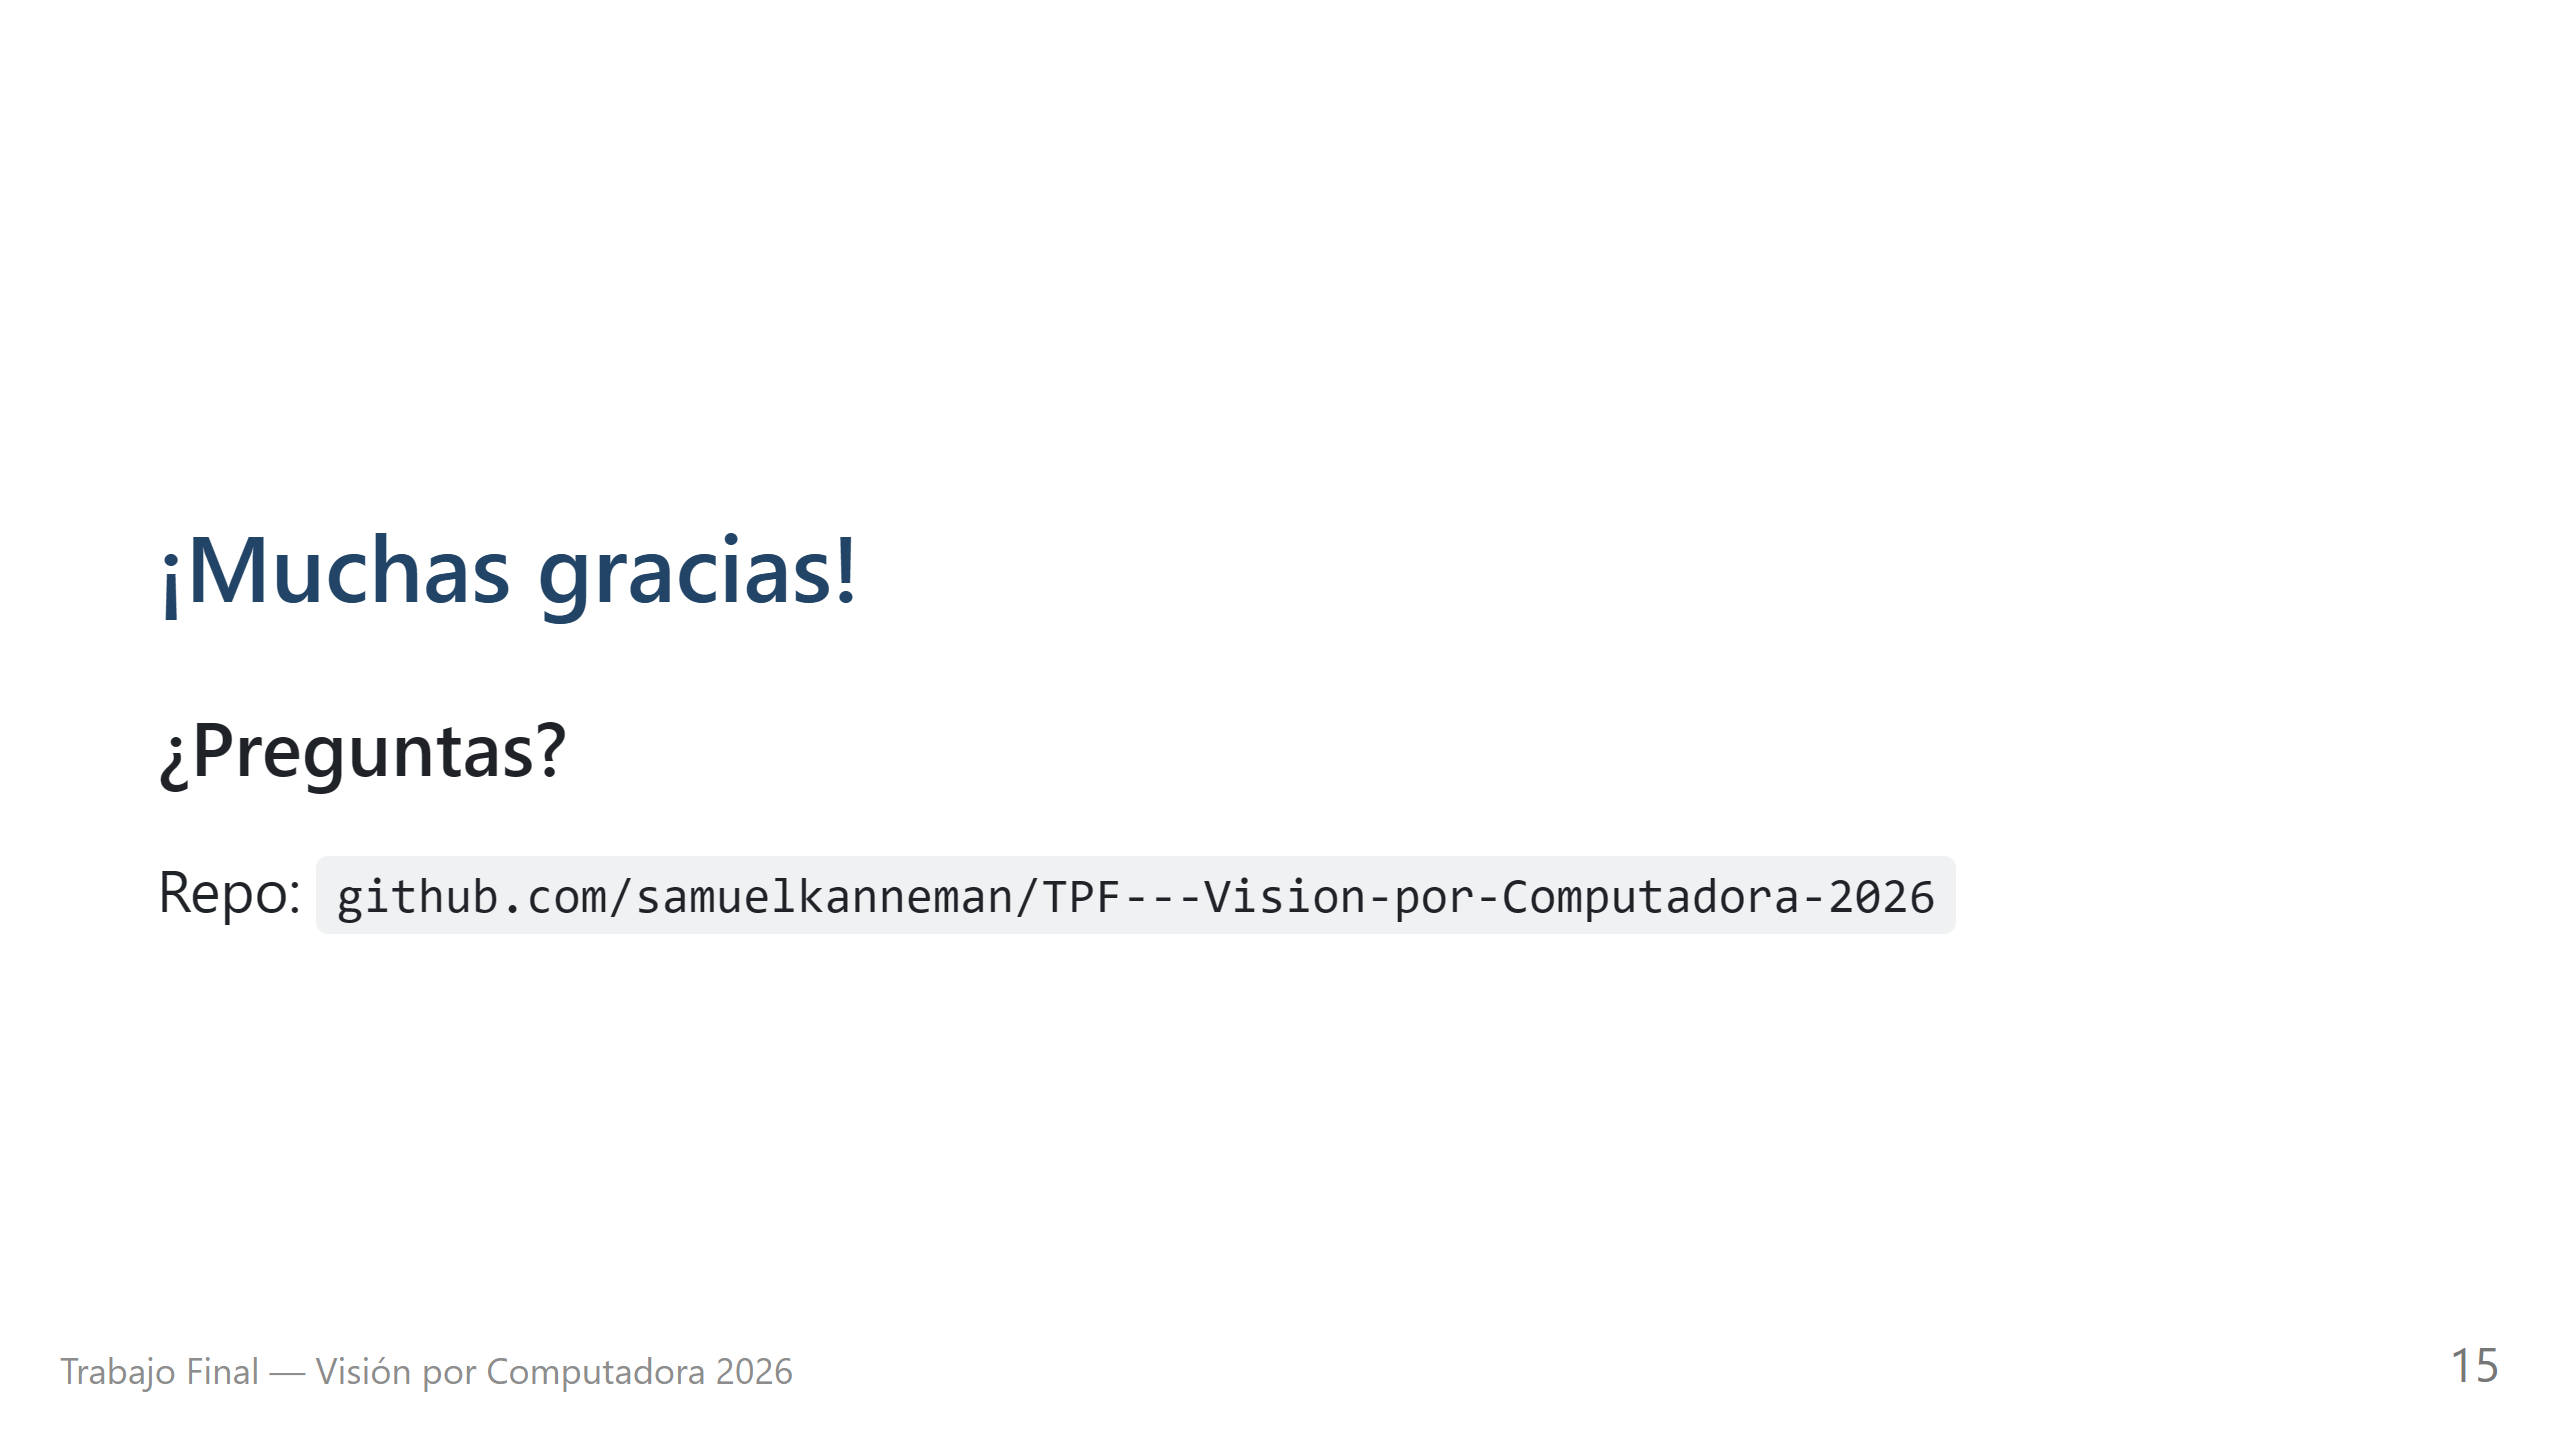 ¡Muchas gracias!
¿Preguntas?
Repo: github.com/samuelkanneman/TPF---Vision-por-Computadora-2026
Trabajo Final — Visión por Computadora 2026
15